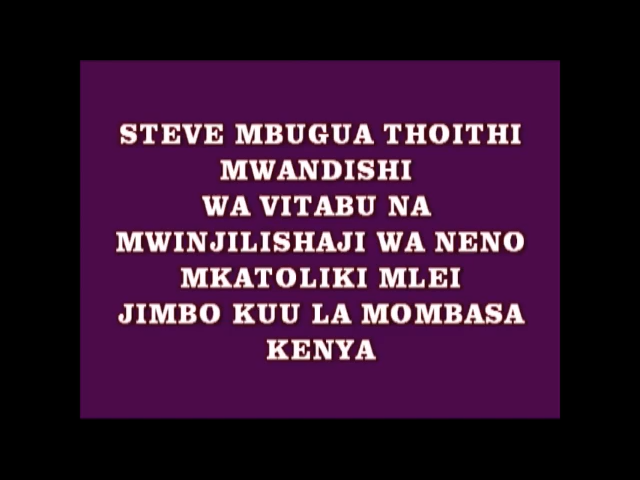 STEVE MBUGUA THOITHI
MWANDISHI
WA VITABU NA
MWINJILISHAJI WA NENO
MKATOLIKI MLEI
JIMBO KUU LA MOMBASA
KENYA